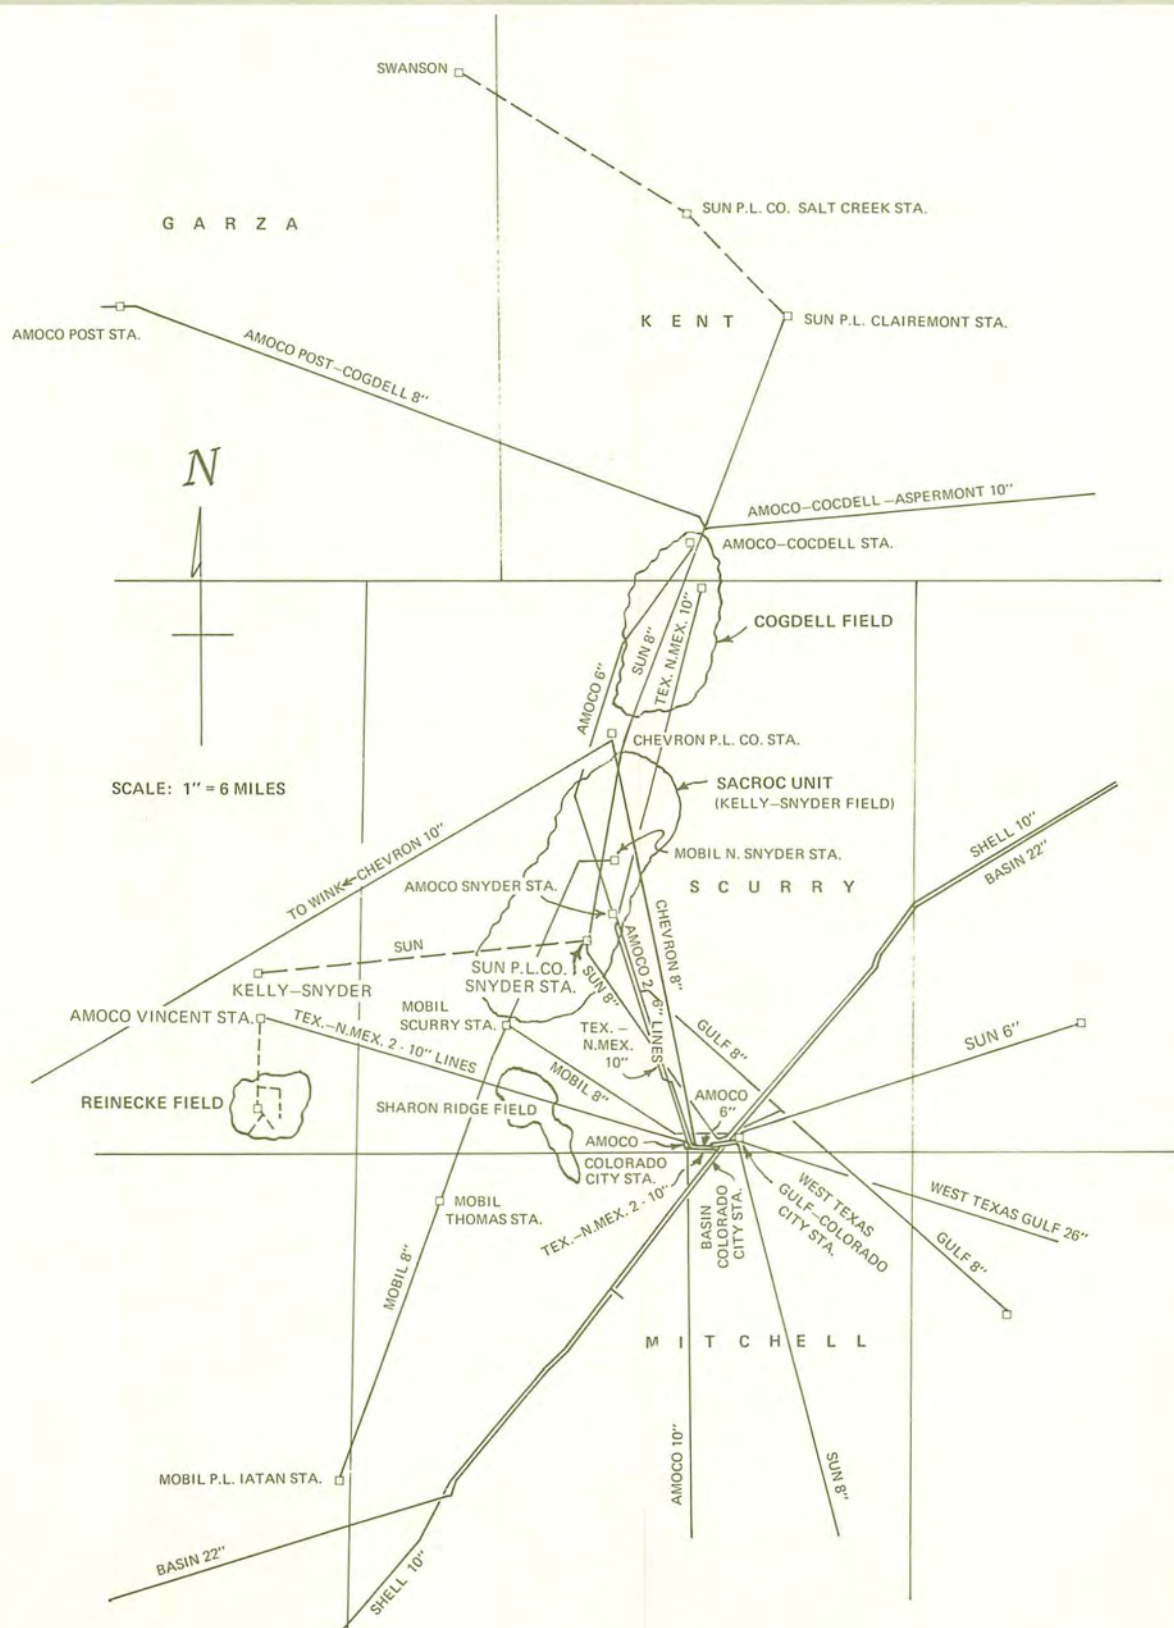 SWANSON
SUN P.L. CO. SALT CREEK STA.
G A R Z A
AMOCO POST STA.
AMOCO POST–COGDELL 8"
K E N T
SUN P.L. CLAIREMONT STA.
N
AMOCO–COCDELL–ASPERMONT 10"
AMOCO–COCDELL STA.
COGDELL FIELD
TEX. N.MEX. 10"
SUN 8"
AMOCO 6"
CHEVRON P.L. CO. STA.
SCALE: 1" = 6 MILES
SACROC UNIT
(KELLY–SNYDER FIELD)
TO WINK
CHEVRON 10"
MOBIL N. SNYDER STA.
AMOCO SNYDER STA.
S C U R R Y
SHELL 10"
BASIN 22"
CHEVRON 8"
SUN
KELLY–SNYDER
SUN P.L.CO.
SNYDER STA.
SUN 8"
AMOCO 2 – 6" LINES
AMOCO VINCENT STA.
TEX.–N.MEX. 2 - 10" LINES
MOBIL
SCURRY STA.
TEX. –
N.MEX.
10"
GULF 8"
SUN 6"
MOBIL 8"
AMOCO
6"
REINECKE FIELD
SHARON RIDGE FIELD
AMOCO
COLORADO
CITY STA.
TEX.–N.MEX. 2 - 10"
BASIN
COLORADO
CITY STA.
WEST TEXAS
GULF–COLORADO
CITY STA.
WEST TEXAS GULF 26"
GULF 8"
MOBIL
THOMAS STA.
MOBIL 8"
M I T C H E L L
MOBIL P.L. IATAN STA.
AMOCO 10"
SUN 8"
BASIN 22"
SHELL 10"